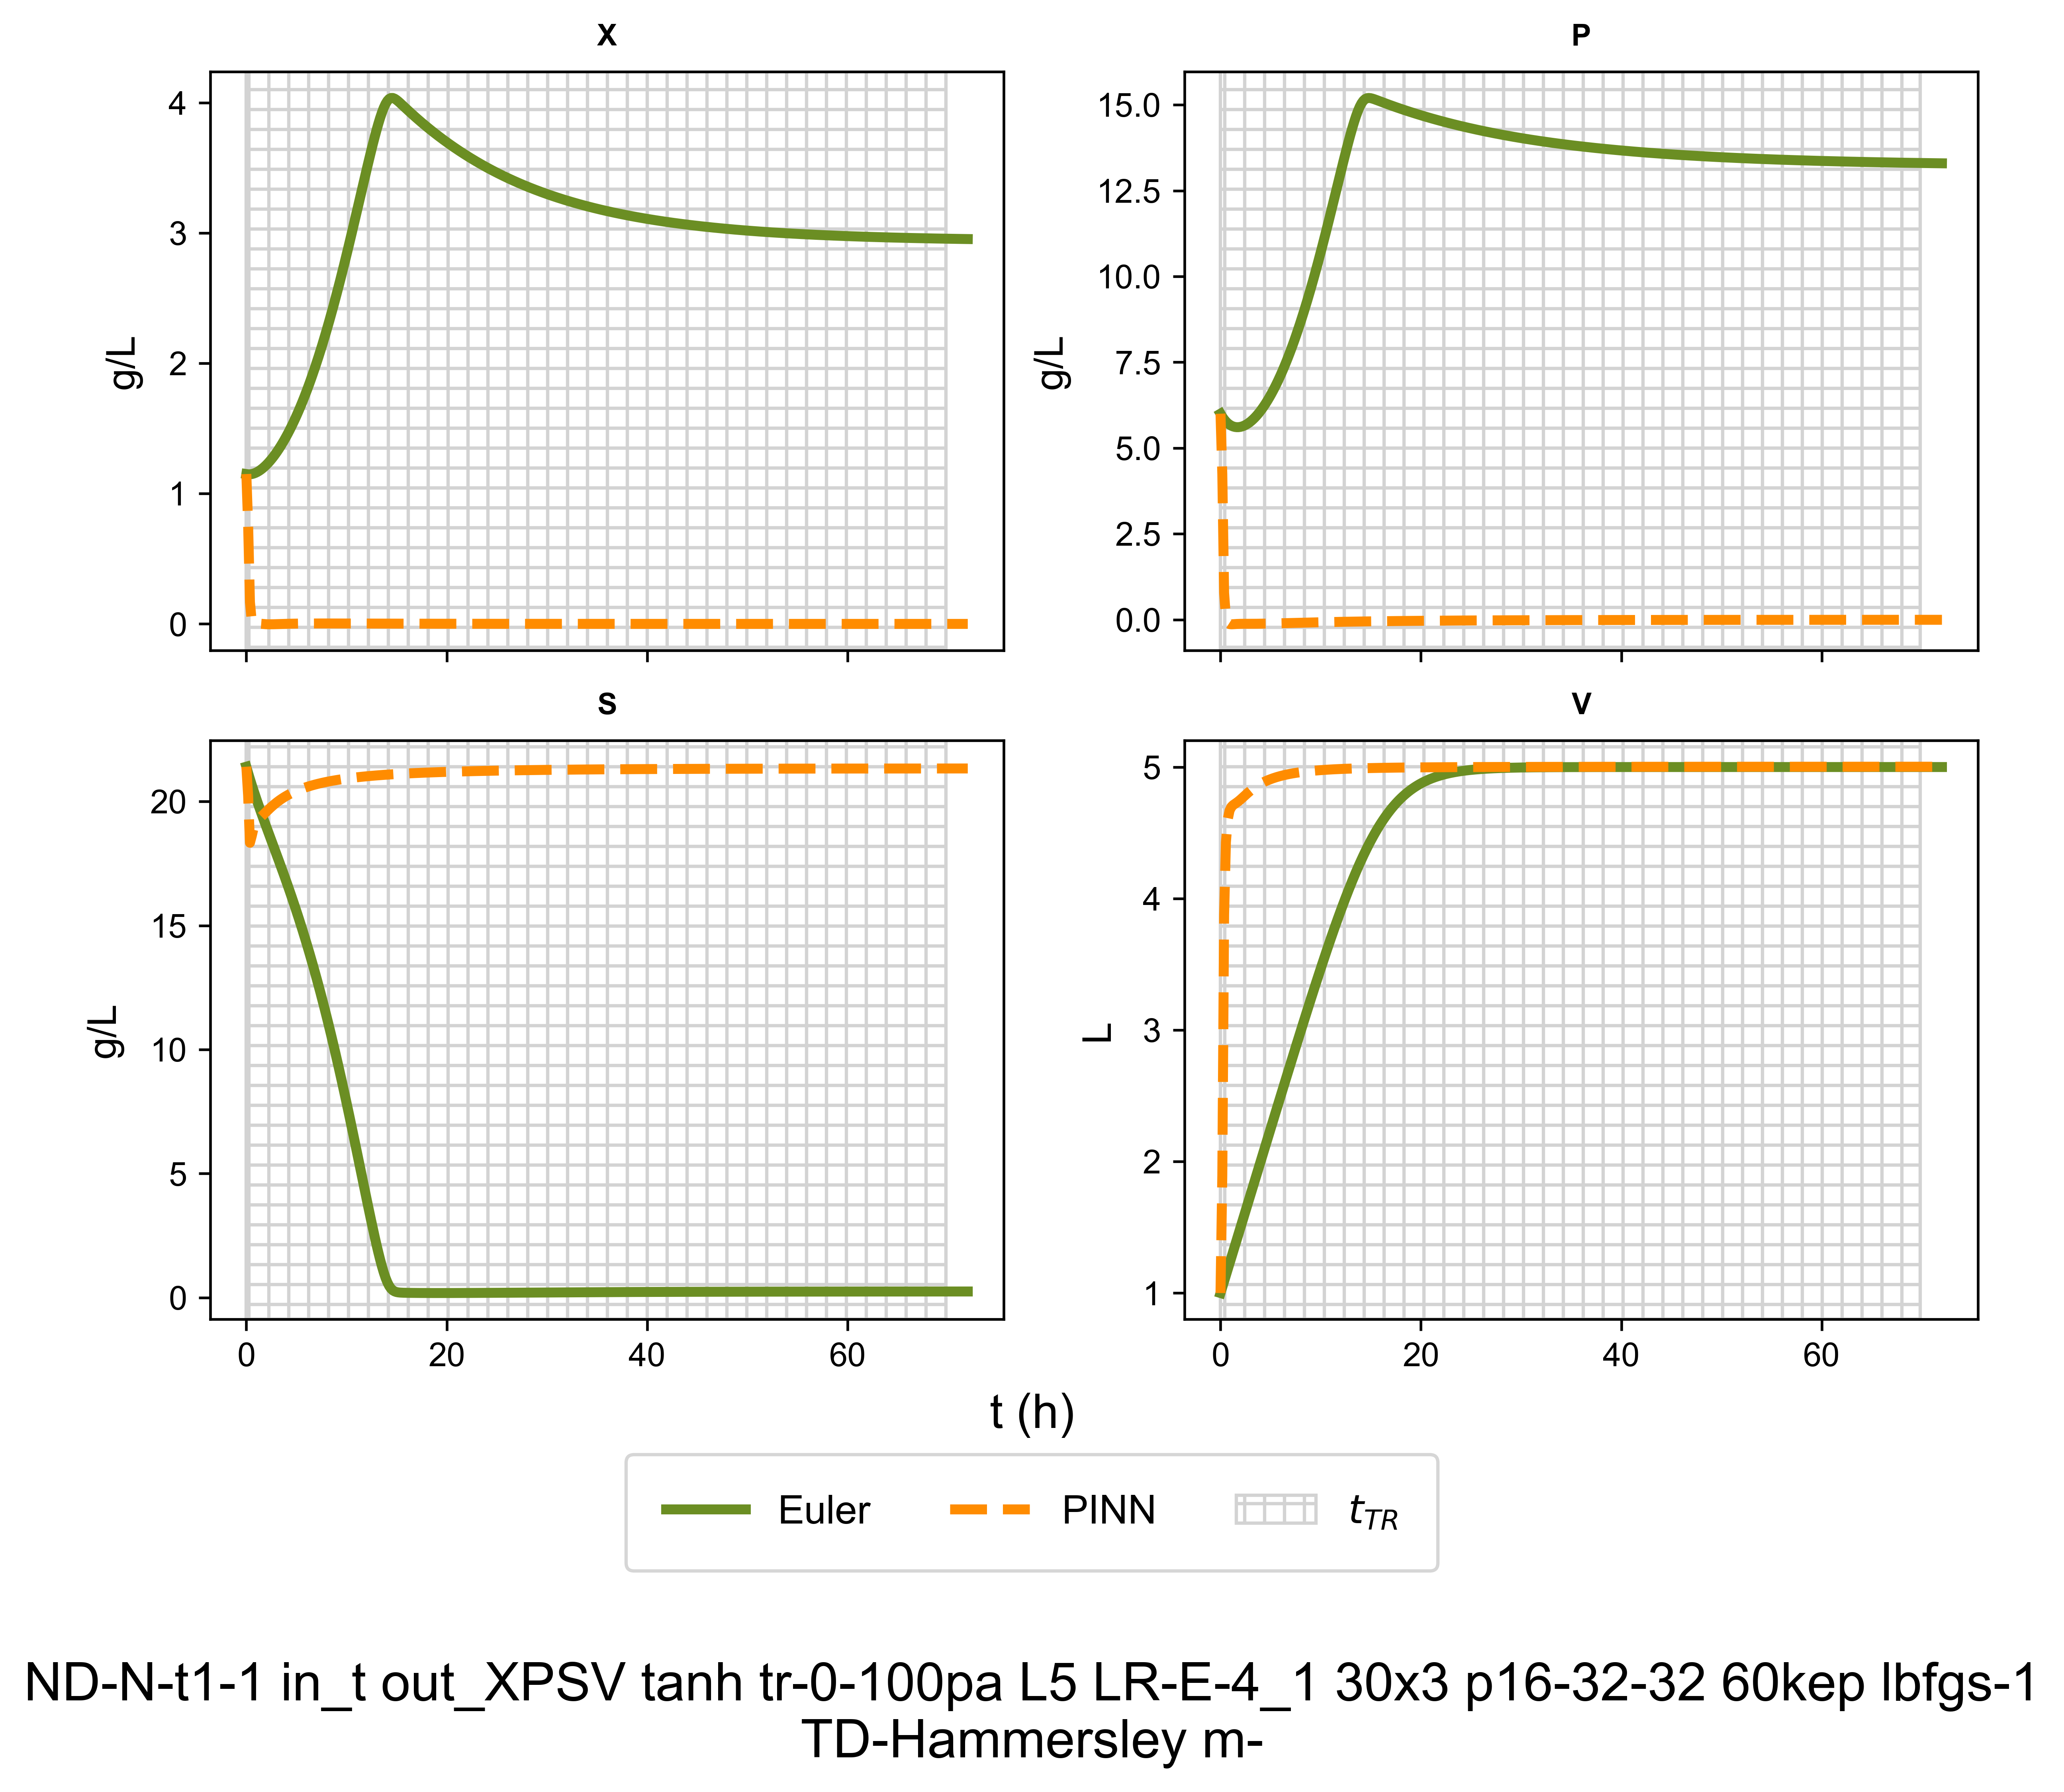 X
P
4
3
2
1
0
g/L
15.0
12.5
10.0
7.5
5.0
2.5
0.0
g/L
S
V
20
15
10
5
0
g/L
5
4
3
2
1
L
0 20 40 60
0 20 40 60
t (h)
Euler PINN t_TR
ND-N-t1-1 in_t out_XPSV tanh tr-0-100pa L5 LR-E-4_1 30x3 p16-32-32 60kep lbfgs-1
TD-Hammersley m-